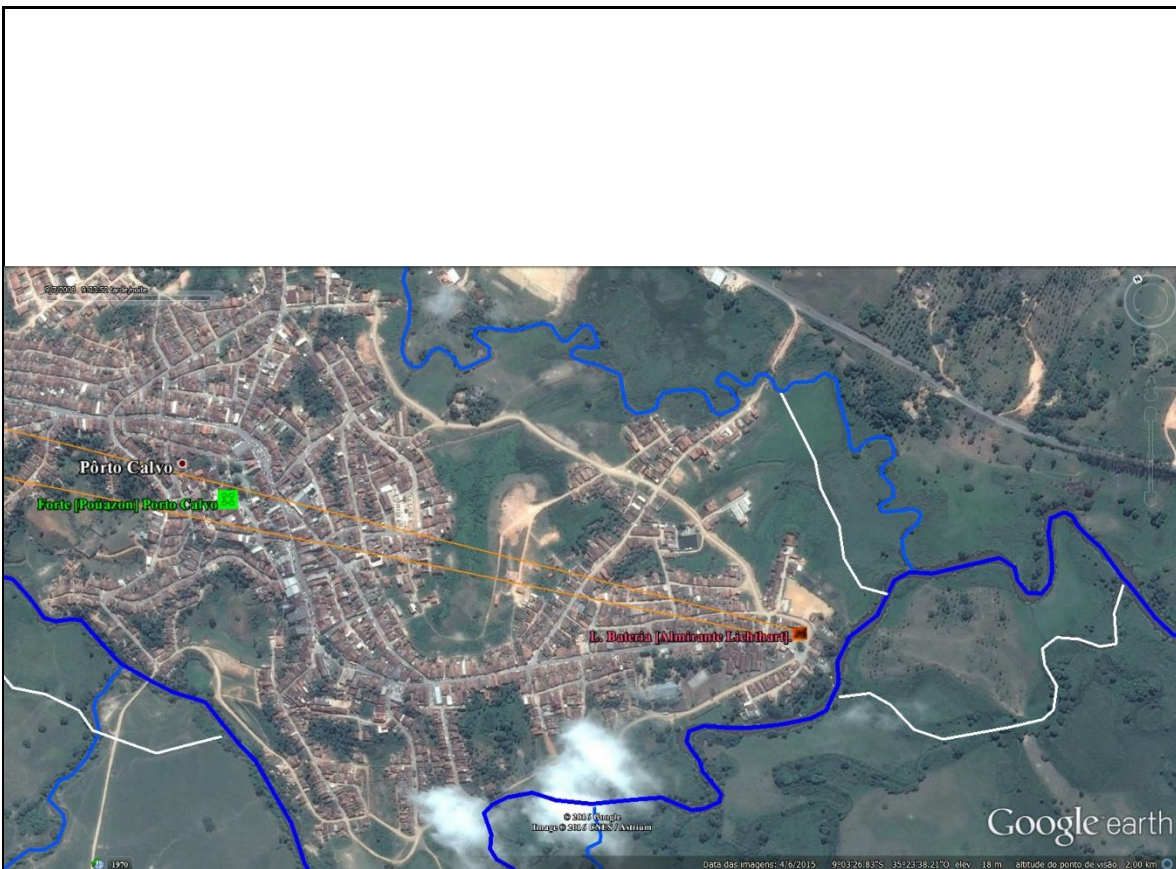 Pôrto Calvo
Forte [Poüazon] Porto Calvo
L. Bateria [Almirante Lichthart].
© 2016 Google
Image © 2016 CNES / Astrium
Google earth
1970
Data das imagens: 4/6/2015 9°03'26.83"S 35°23'38.21"O elev 18 m altitude do ponto de visão 2.00 km